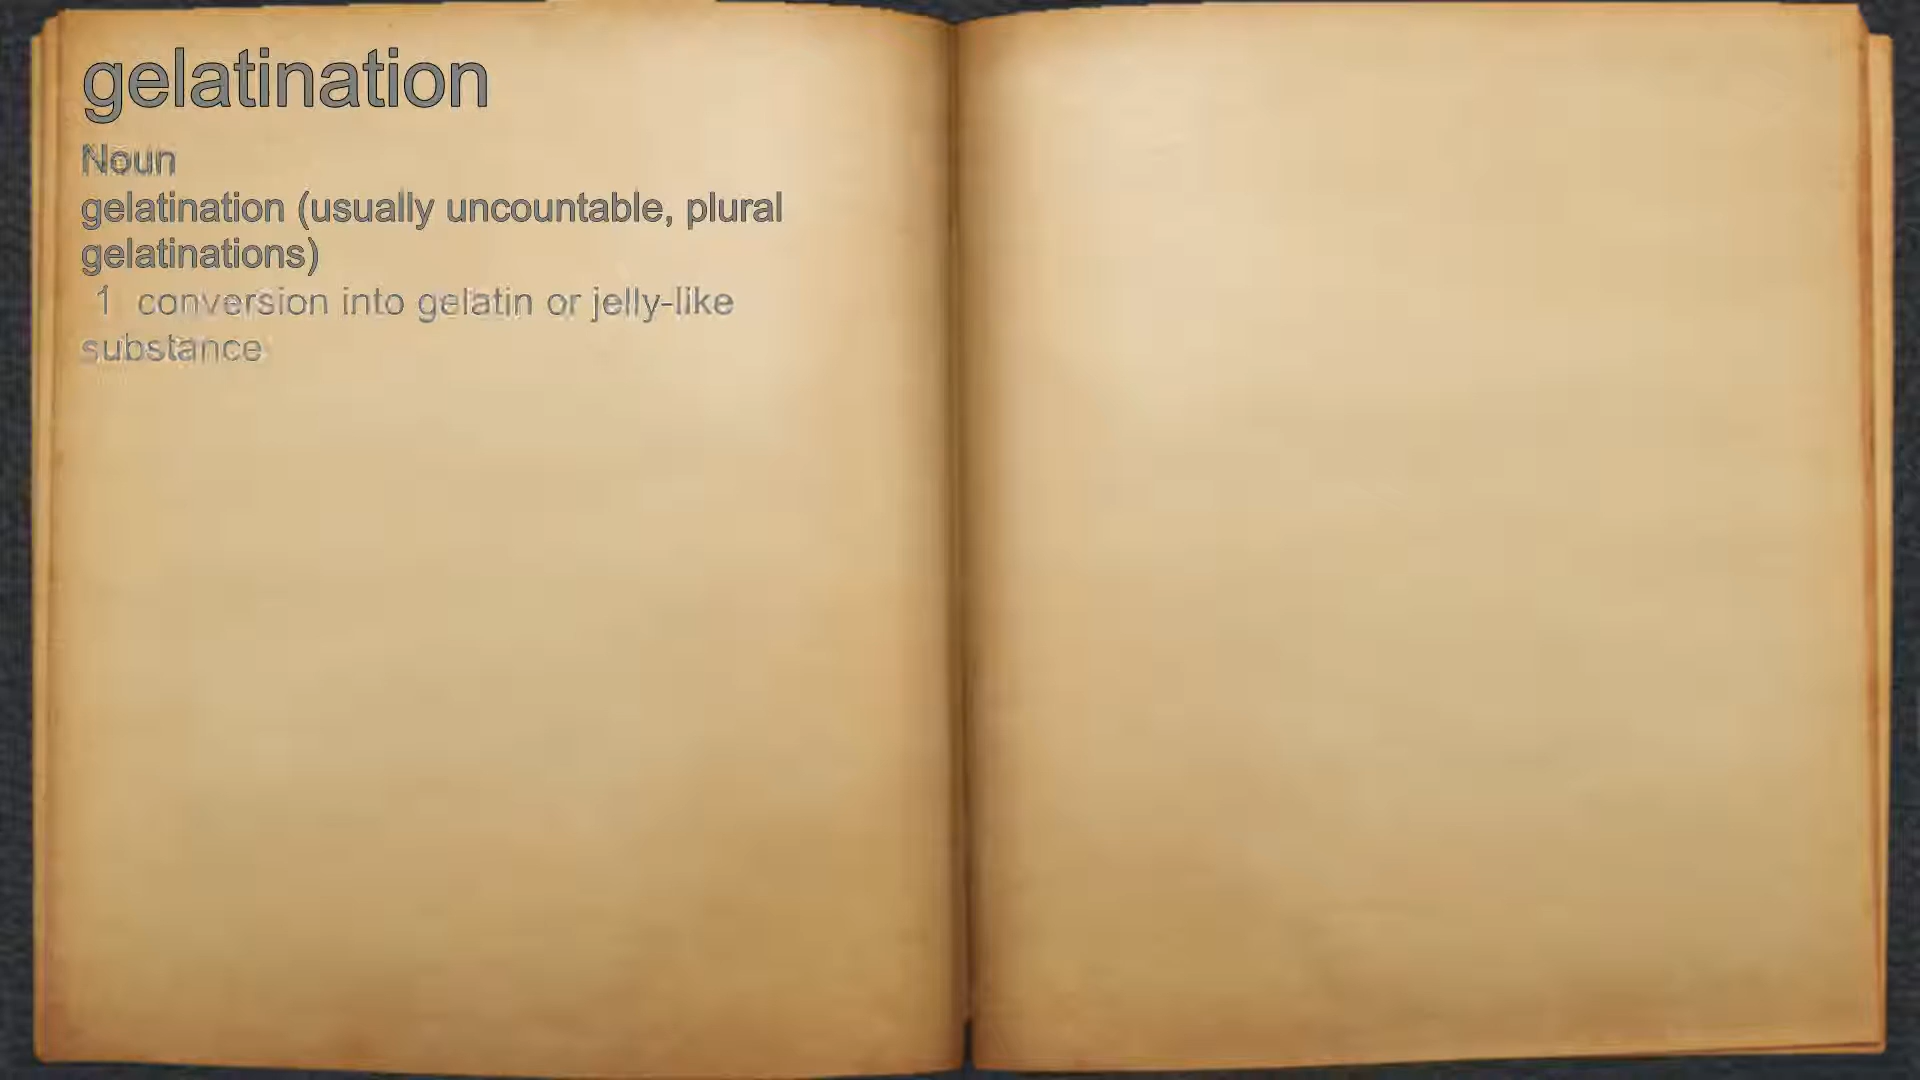 gelatination
Noun
gelatination (usually uncountable, plural
gelatinations)
1 conversion into gelatin or jelly-like
substance